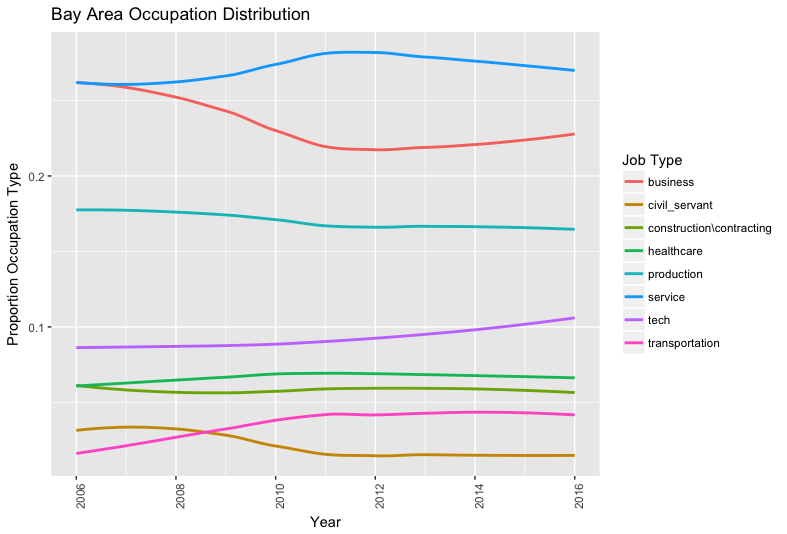 Bay Area Occupation Distribution
Proportion Occupation Type
0.2
0.1
2006
2008
2010
2012
2014
2016
Year
Job Type
business
civil_servant
construction\contracting
healthcare
production
service
tech
transportation